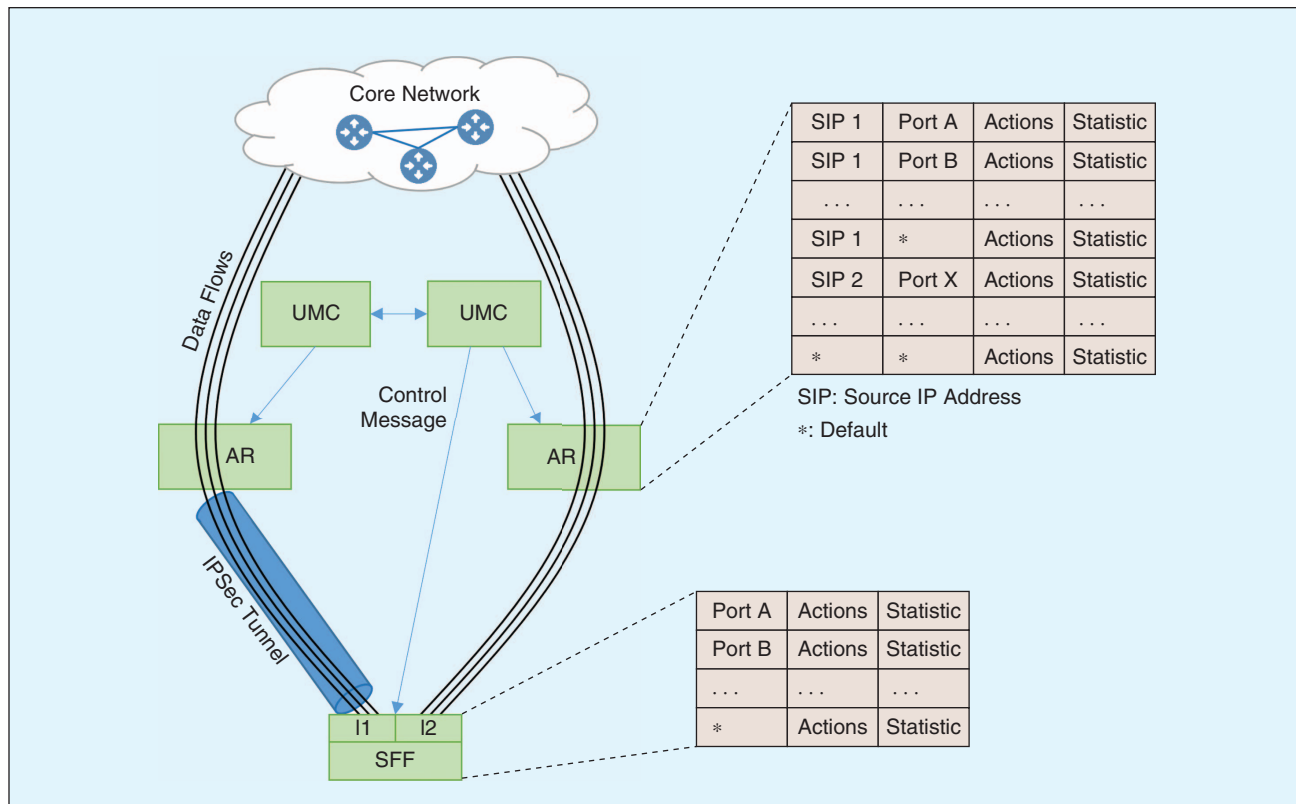 Core Network
Data Flows
UMC
UMC
Control
Message
AR
AR
IPSec Tunnel
I1
I2
SFF
SIP 1 Port A Actions Statistic
SIP 1 Port B Actions Statistic
. . . . . . . . . . . .
SIP 1 * Actions Statistic
SIP 2 Port X Actions Statistic
. . . . . . . . . . . .
* * Actions Statistic
SIP: Source IP Address
*: Default
Port A Actions Statistic
Port B Actions Statistic
. . . . . . . . .
* Actions Statistic